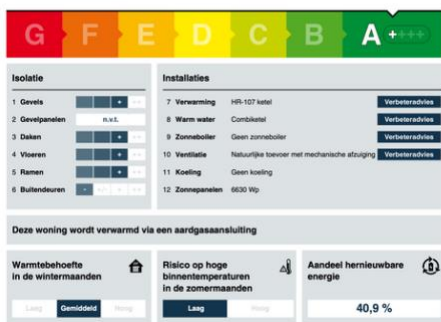 G F E D C B A ++++
Isolatie
1 Gevels +
2 Gevelpanelen n.v.t.
3 Daken +
4 Vloeren +
5 Ramen +
6 Buitendeuren - +/- + ++
Installaties
7 Verwarming HR-107 ketel Verbeteradvies
8 Warm water Combiketel Verbeteradvies
9 Zonneboiler Geen zonneboiler Verbeteradvies
10 Ventilatie Natuurlijke toevoer met mechanische afzuiging Verbeteradvies
11 Koeling Geen koeling
12 Zonnepanelen 6630 Wp
Deze woning wordt verwarmd via een aardgasaansluiting
Warmtebehoefte
in de wintermaanden
Laag Gemiddeld Hoog
Risico op hoge
binnentemperaturen
in de zomermaanden
Laag Hoog
Aandeel hernieuwbare
energie
40,9 %